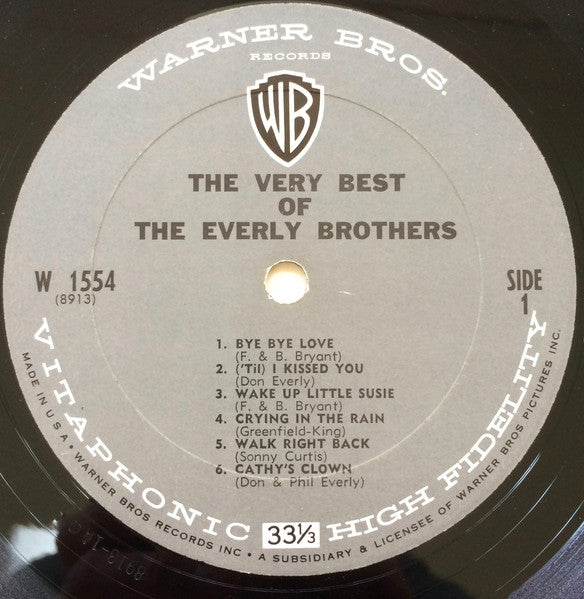 WARNER BROS.
RECORDS
WB
THE VERY BEST
OF
THE EVERLY BROTHERS
W 1554
(8913)
SIDE
1
1. BYE BYE LOVE
(F. & B. Bryant)
2. ('Til) I KISSED YOU
(Don Everly)
3. WAKE UP LITTLE SUSIE
(F. & B. Bryant)
4. CRYING IN THE RAIN
(Greenfield-King)
5. WALK RIGHT BACK
(Sonny Curtis)
6. CATHY'S CLOWN
(Don & Phil Everly)
VITAPHONIC 33⅓ HIGH FIDELITY
MADE IN U.S.A. • WARNER BROS RECORDS INC • A SUBSIDIARY & LICENSEE OF WARNER BROS PICTURES INC.